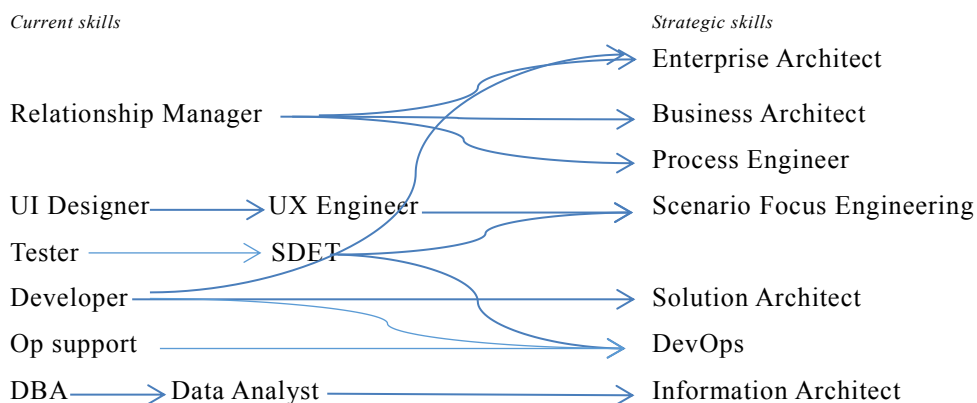 Current skills Strategic skills
Enterprise Architect
Relationship Manager Business Architect
Process Engineer
UI Designer UX Engineer Scenario Focus Engineering
Tester SDET
Developer Solution Architect
Op support DevOps
DBA Data Analyst Information Architect